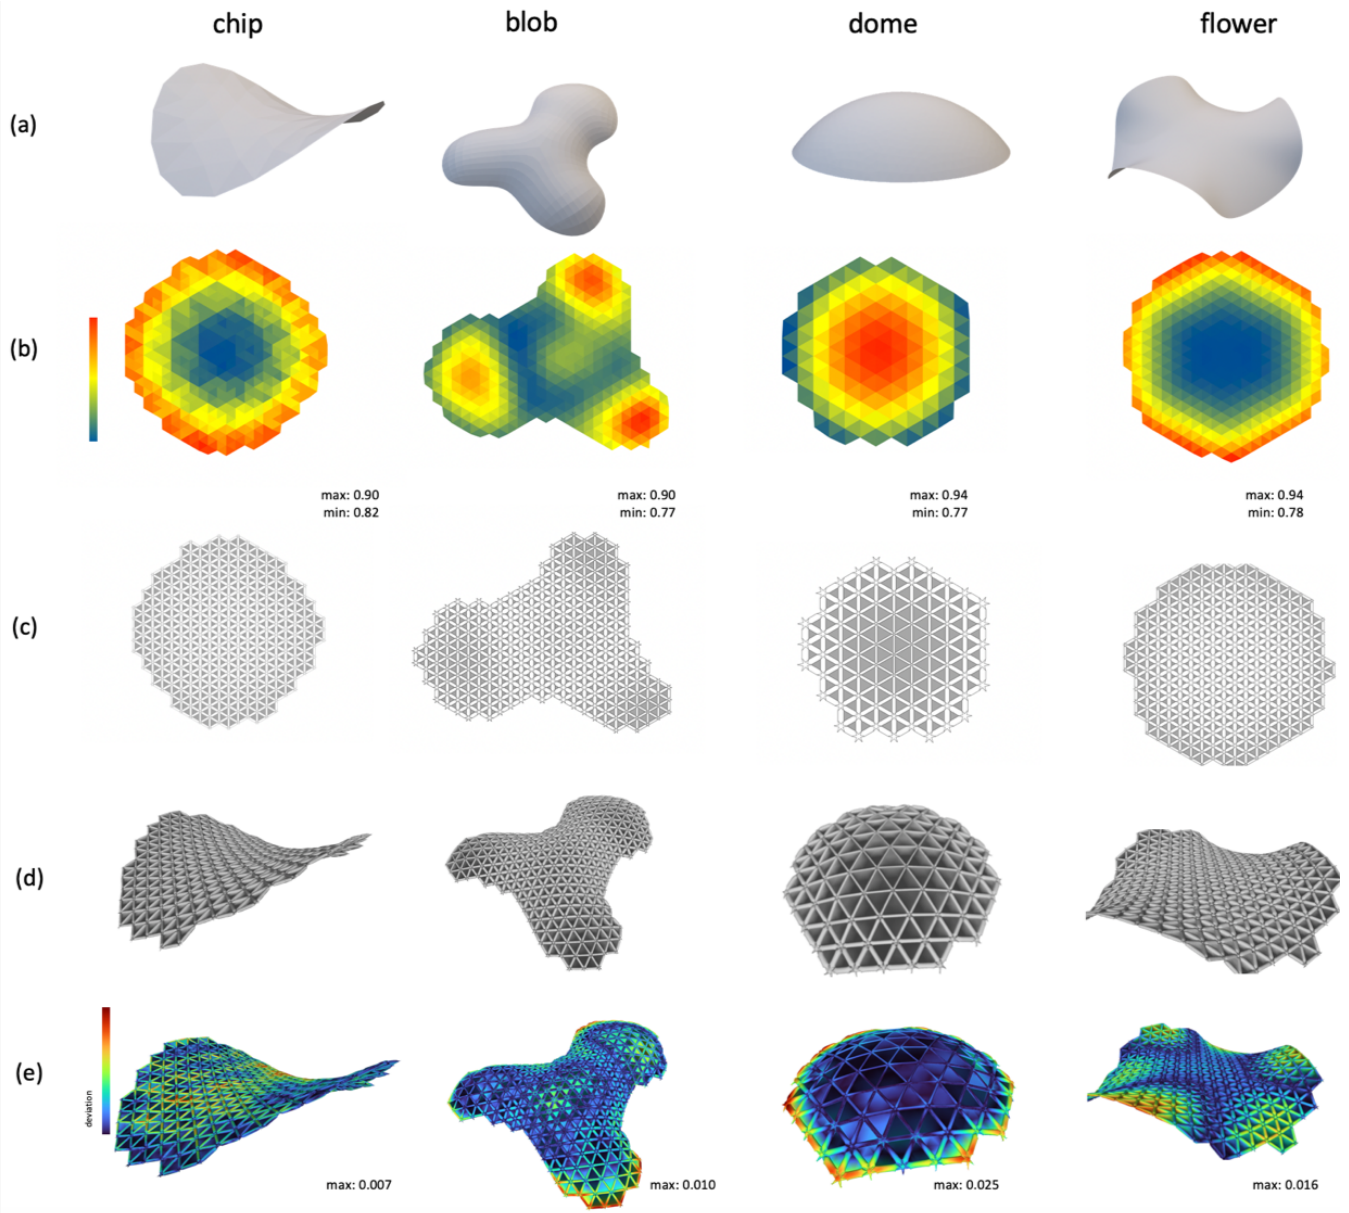 chip
blob
dome
flower
(a)
(b)
max: 0.90
min: 0.82
max: 0.90
min: 0.77
max: 0.94
min: 0.77
max: 0.94
min: 0.78
(c)
(d)
(e)
deviation
max: 0.007
max: 0.010
max: 0.025
max: 0.016